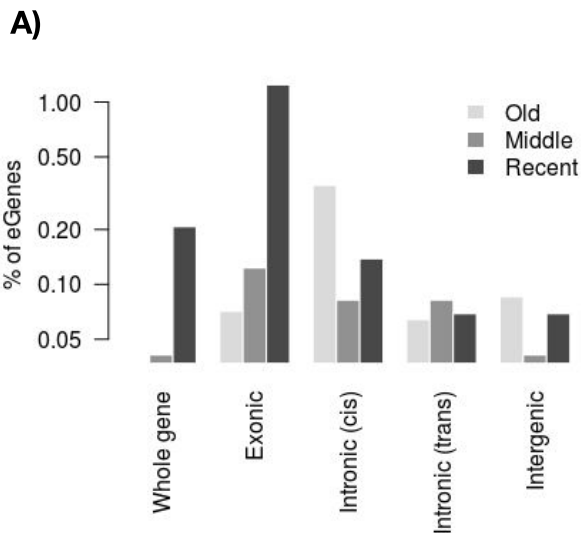 A)
% of eGenes
1.00
0.50
0.20
0.10
0.05
Old
Middle
Recent
Whole gene
Exonic
Intronic (cis)
Intronic (trans)
Intergenic